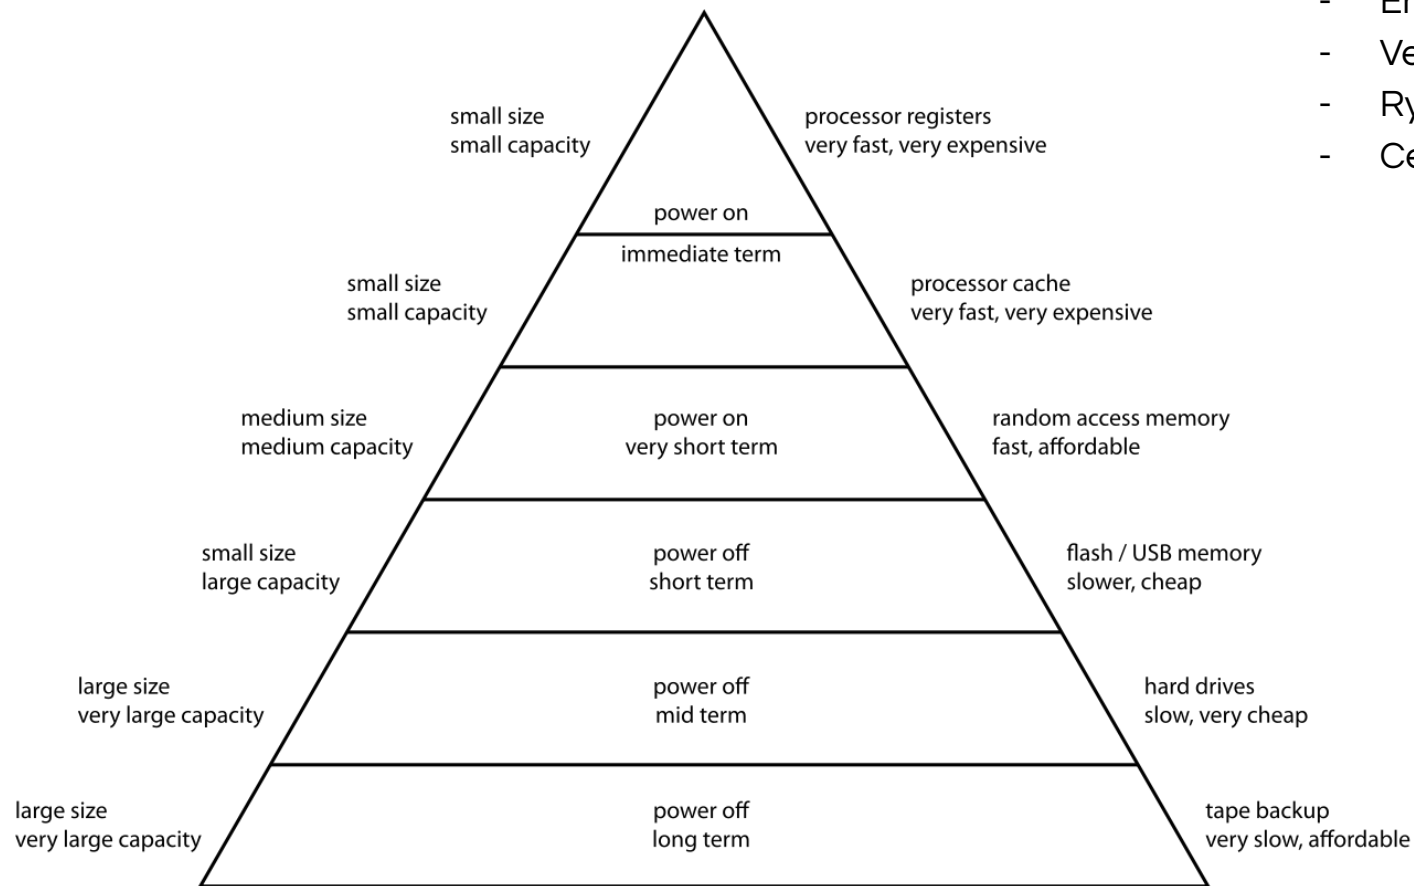 small size
small capacity
processor registers
very fast, very expensive
power on
immediate term
small size
small capacity
processor cache
very fast, very expensive
medium size
medium capacity
power on
very short term
random access memory
fast, affordable
small size
large capacity
power off
short term
flash / USB memory
slower, cheap
large size
very large capacity
power off
mid term
hard drives
slow, very cheap
large size
very large capacity
power off
long term
tape backup
very slow, affordable
-
- Ve
- Ry
- Ce